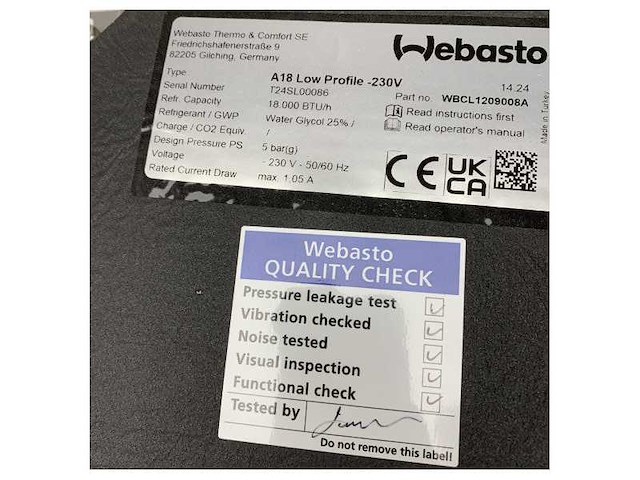 Webasto Thermo & Comfort SE
Friedrichshafenerstraße 9
82205 Gilching, Germany
Webasto
Type A18 Low Profile -230V 14.24
Serial Number T24SL00086 Part no WBCL1209008A
Refr. Capacity 18.000 BTU/h Read instructions first
Refrigerant / GWP Water Glycol 25% / Read operator's manual
Charge / CO2 Equiv. /
Design Pressure PS 5 bar(g)
Voltage - 230 V - 50/60 Hz
Rated Current Draw max. 1.05 A
CE UK CA
Made in Turkey
Webasto
QUALITY CHECK
Pressure leakage test
Vibration checked
Noise tested
Visual inspection
Functional check
Tested by
Do not remove this label!